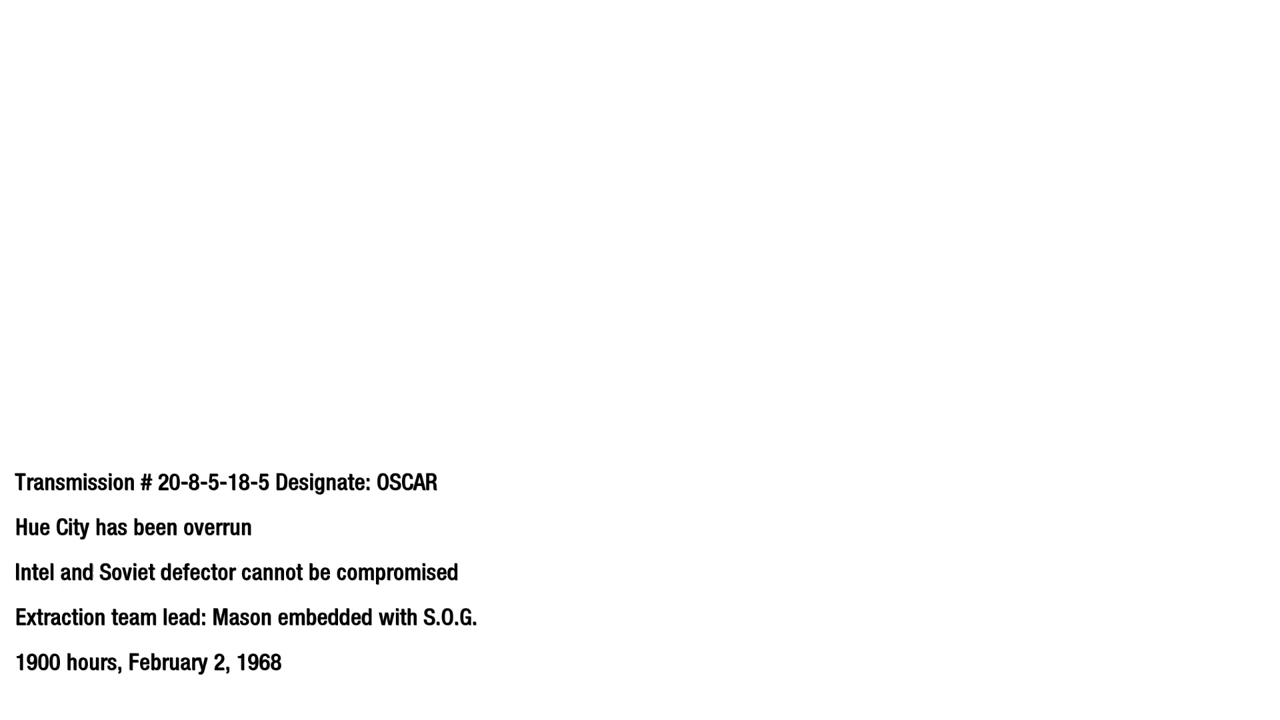 Transmission # 20-8-5-18-5 Designate: OSCAR
Hue City has been overrun
Intel and Soviet defector cannot be compromised
Extraction team lead: Mason embedded with S.O.G.
1900 hours, February 2, 1968